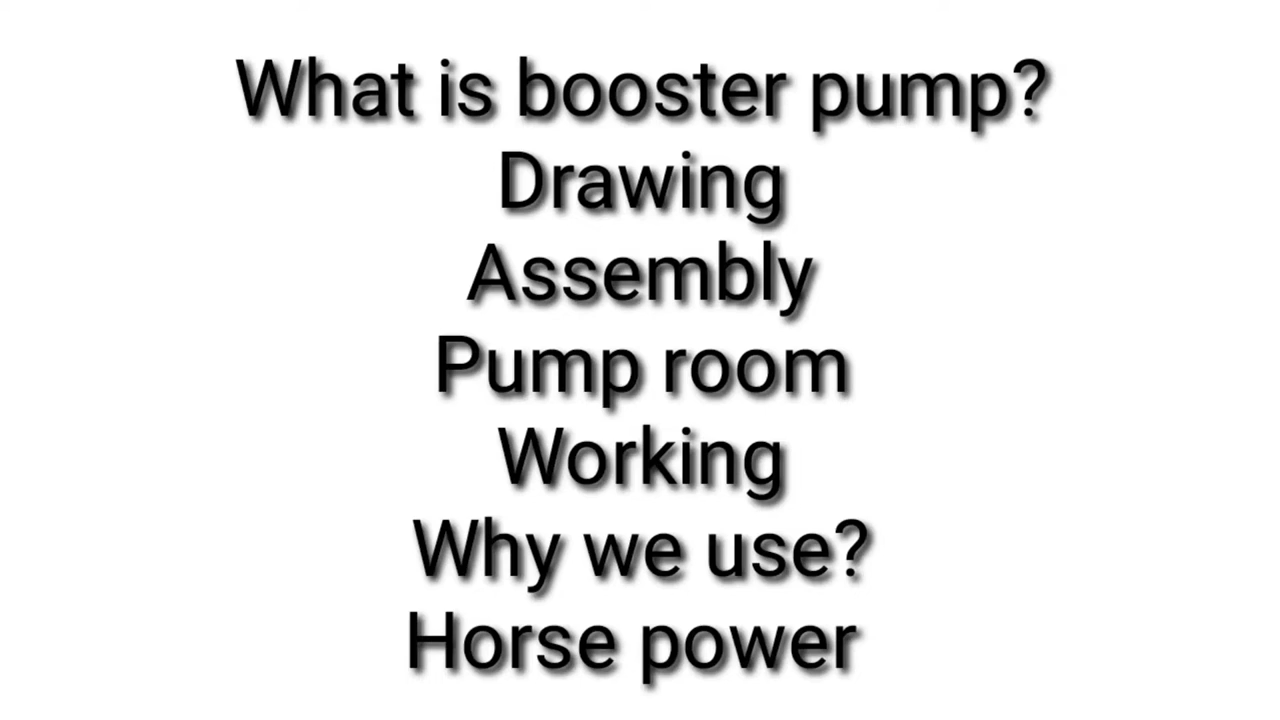 What is booster pump?
Drawing
Assembly
Pump room
Working
Why we use?
Horse power